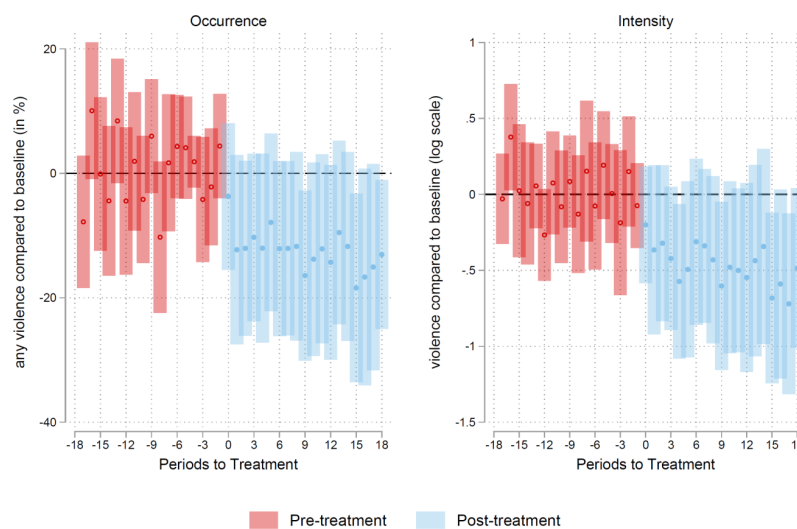 Occurrence
any violence compared to baseline (in %)
20
0
-20
-40
-18 -15 -12 -9 -6 -3 0 3 6 9 12 15 18
Periods to Treatment
Intensity
violence compared to baseline (log scale)
1
.5
0
-.5
-1
-1.5
-18 -15 -12 -9 -6 -3 0 3 6 9 12 15
Periods to Treatment
Pre-treatment Post-treatment